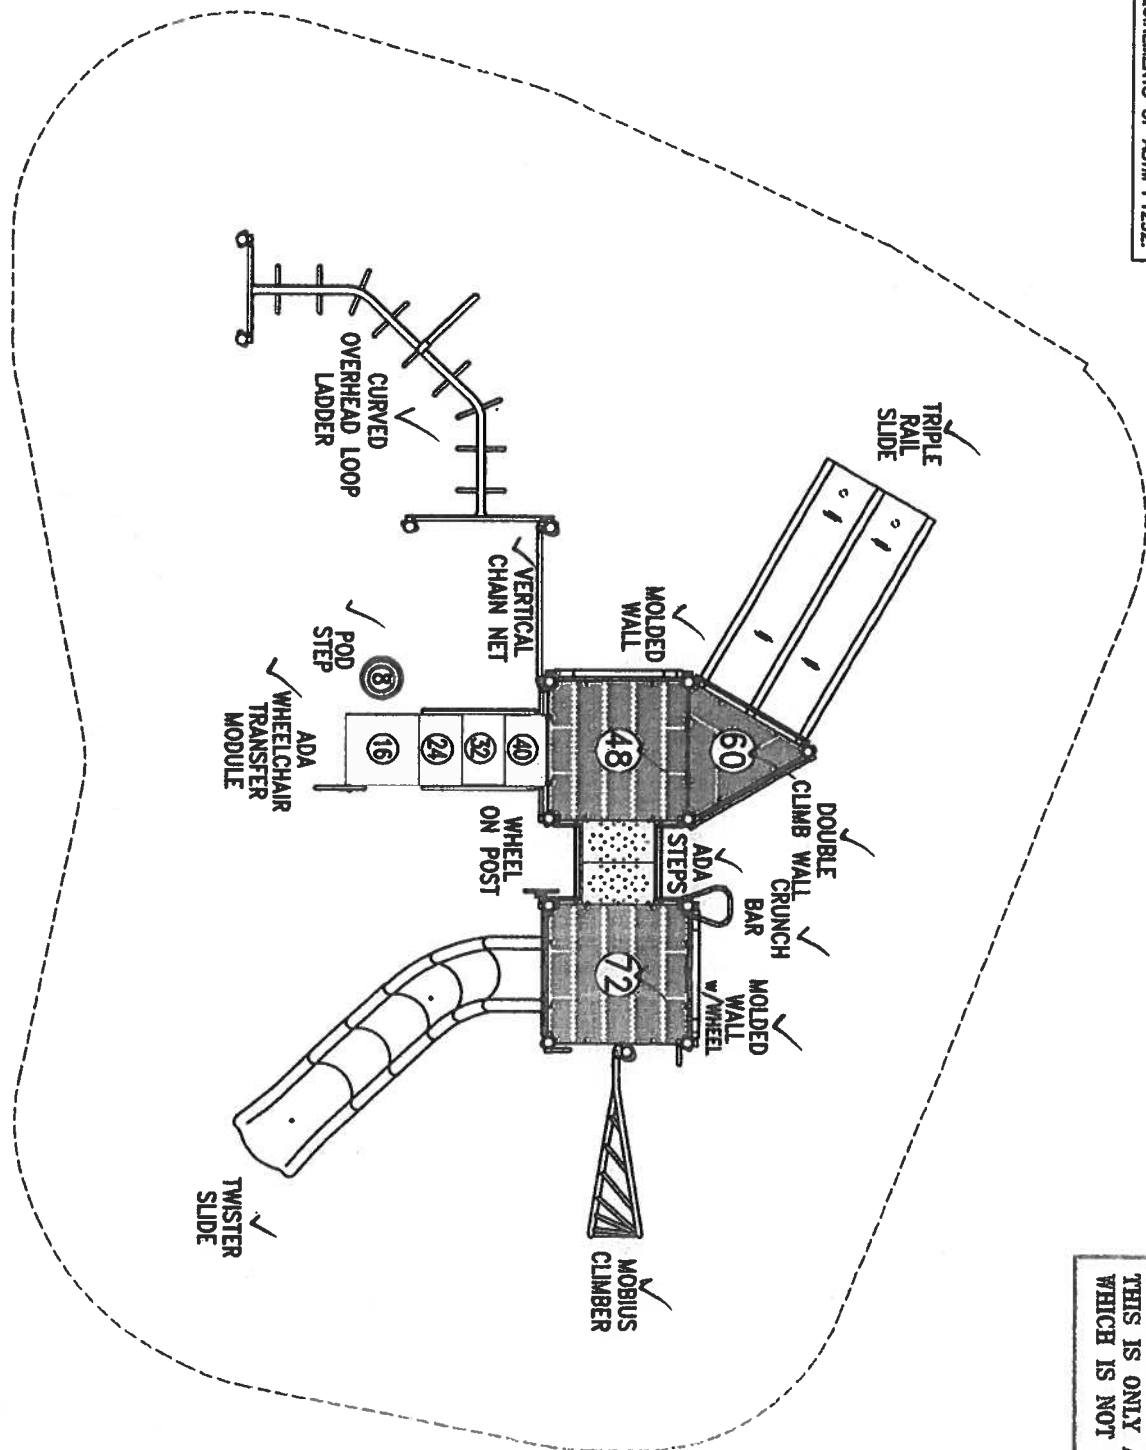 TRIPLE
RAIL
SLIDE
MOLDED
WALL
60
DOUBLE
CLIMB WALL
CURVED
OVERHEAD LOOP
LADDER
VERTICAL
CHAIN NET
48
ADA
STEPS
CRUNCH
BAR
POD
STEP
8
16
24
32
40
ADA
WHEELCHAIR
TRANSFER
MODULE
WHEEL
ON POST
72
MOLDED
WALL
w/WHEEL
MOBIUS
CLIMBER
TWISTER
SLIDE
THIS IS ONLY
WHICH IS NOT